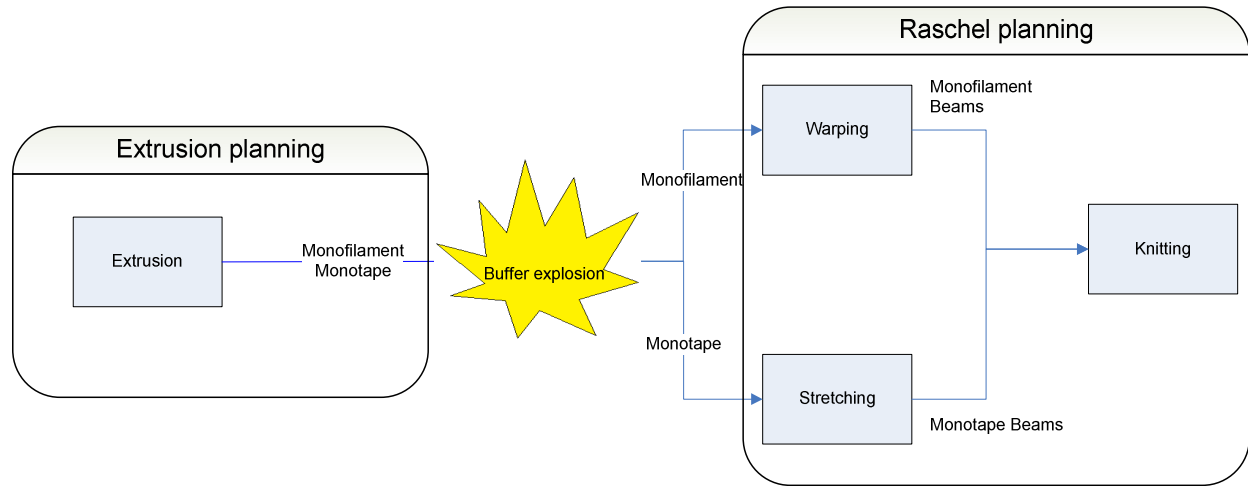 Raschel planning
Extrusion planning
Extrusion
Monofilament
Monotape
Buffer explosion
Monofilament
Monotape
Warping
Monofilament
Beams
Stretching
Monotape Beams
Knitting